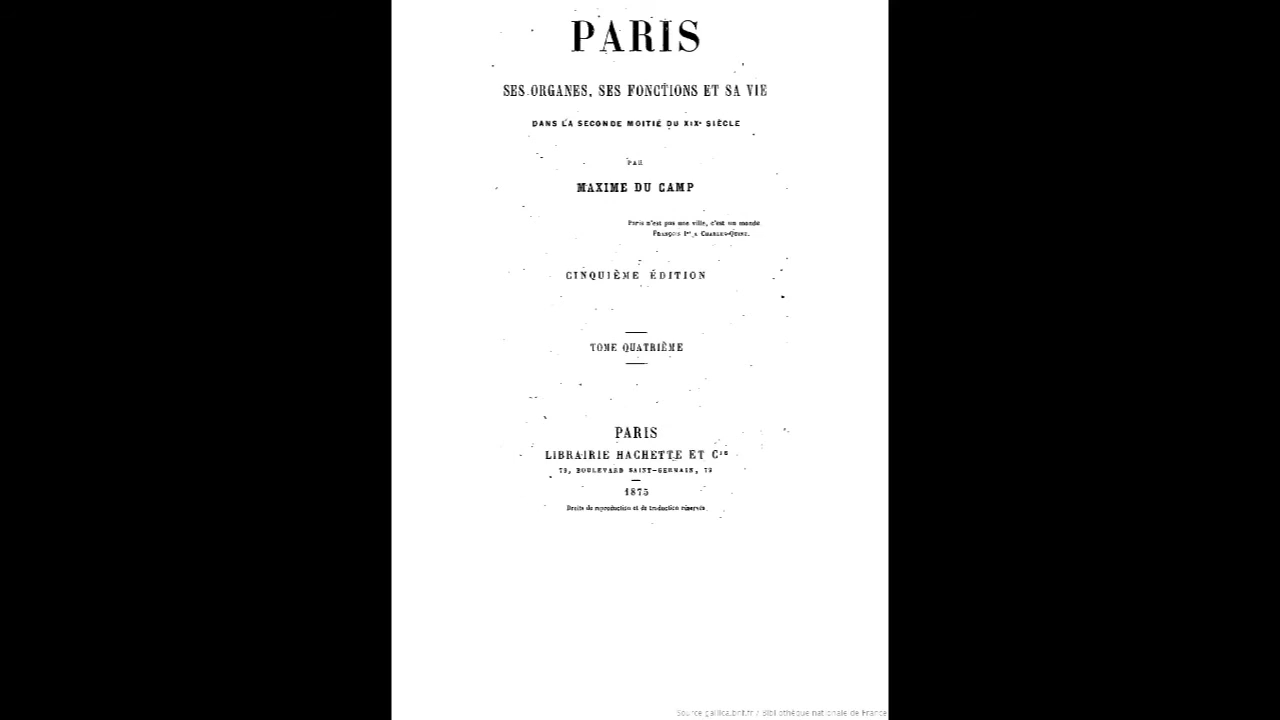 PARIS
SES ORGANES, SES FONCTIONS ET SA VIE
DANS LA SECONDE MOITIÉ DU XIXᵉ SIÈCLE
PAR
MAXIME DU CAMP
Paris n'est pas une ville, c'est un monde
FRANÇOIS Iᵉʳ A CHARLES-QUINT.
CINQUIÈME ÉDITION
TOME QUATRIÈME
PARIS
LIBRAIRIE HACHETTE ET Cⁱᵉ
79, BOULEVARD SAINT-GERMAIN, 79
1875
Droits de reproduction et de traduction réservés
Source gallica.bnf.fr / Bibliothèque nationale de France